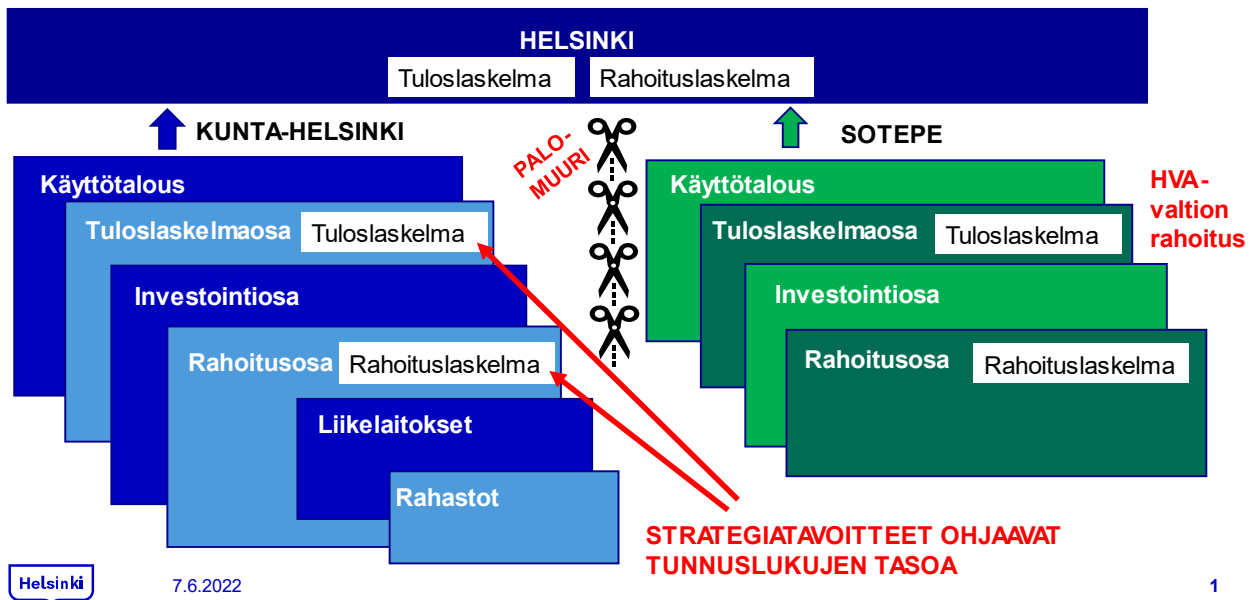 HELSINKI
Tuloslaskelma
Rahoituslaskelma
KUNTA-HELSINKI
PALO-
MUURI
SOTEPE
Käyttötalous
Tuloslaskelmaosa
Tuloslaskelma
Investointiosa
Rahoitusosa
Rahoituslaskelma
Liikelaitokset
Rahastot
Käyttötalous
Tuloslaskelmaosa
Tuloslaskelma
Investointiosa
Rahoitusosa
Rahoituslaskelma
HVA-
valtion
rahoitus
STRATEGIATAVOITTEET OHJAAVAT
TUNNUSLUKUJEN TASOA
Helsinki
7.6.2022
1